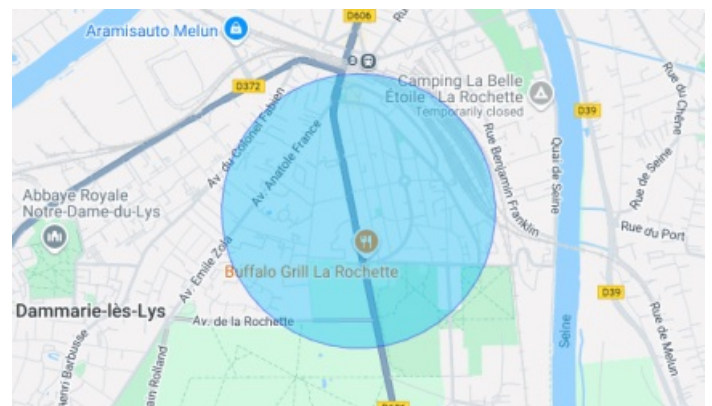 D606
Aramisauto Melun
D372
Camping La Belle
Étoile - La Rochette
Temporarily closed
D39
Rue du Chêne
Av. du Colonel Fabien
Av. Anatole France
Rue Benjamin Franklin
Quai de Seine
Rue de Seine
Abbaye Royale
Notre-Dame-du-Lys
Rue du Port
Av. Emile Zola
Buffalo Grill La Rochette
D39
Dammarie-lès-Lys
Av. de la Rochette
Seine
Rue de Melun
Henri Barbusse
ain Rolland